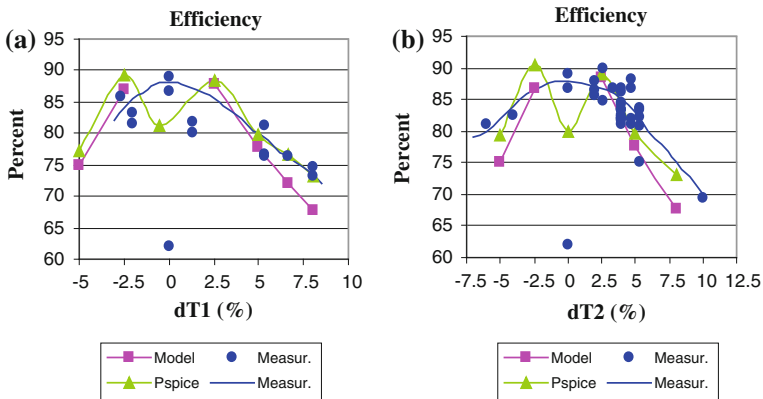 Efficiency
(a)
95
90
85
80
75
70
65
60
Percent
-5 -2.5 0 2.5 5 7.5 10
dT1 (%)
Model Measur.
Pspice Measur.
Efficiency
(b)
95
90
85
80
75
70
65
60
Percent
-7.5 -5 -2.5 0 2.5 5 7.5 10 12.5
dT2 (%)
Model Measur.
Pspice Measur.